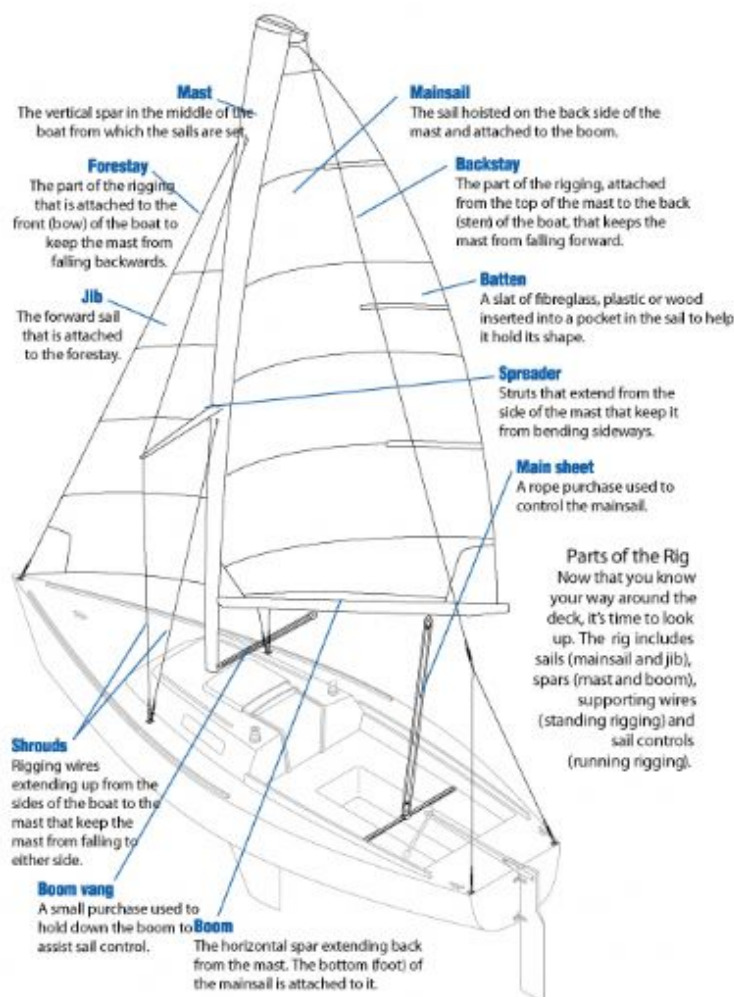 Mast
The vertical spar in the middle of the
boat from which the sails are set.
Forestay
The part of the rigging
that is attached to the
front (bow) of the boat to
keep the mast from
falling backwards.
Jib
The forward sail
that is attached
to the forestay.
Mainsail
The sail hoisted on the back side of the
mast and attached to the boom.
Backstay
The part of the rigging, attached
from the top of the mast to the back
(stern) of the boat, that keeps the
mast from falling forward.
Batten
A slat of fibreglass, plastic or wood
inserted into a pocket in the sail to help
it hold its shape.
Spreader
Struts that extend from the
side of the mast that keep it
from bending sideways.
Main sheet
A rope purchase used to
control the mainsail.
Parts of the Rig
Now that you know
your way around the
deck, it's time to look
up. The rig includes
sails (mainsail and jib),
spars (mast and boom),
supporting wires
(standing rigging) and
sail controls
(running rigging).
Shrouds
Rigging wires
extending up from the
sides of the boat to the
mast that keep the
mast from falling to
either side.
Boom vang
A small purchase used to
hold down the boom to
assist sail control.
Boom
The horizontal spar extending back
from the mast. The bottom (foot) of
the mainsail is attached to it.